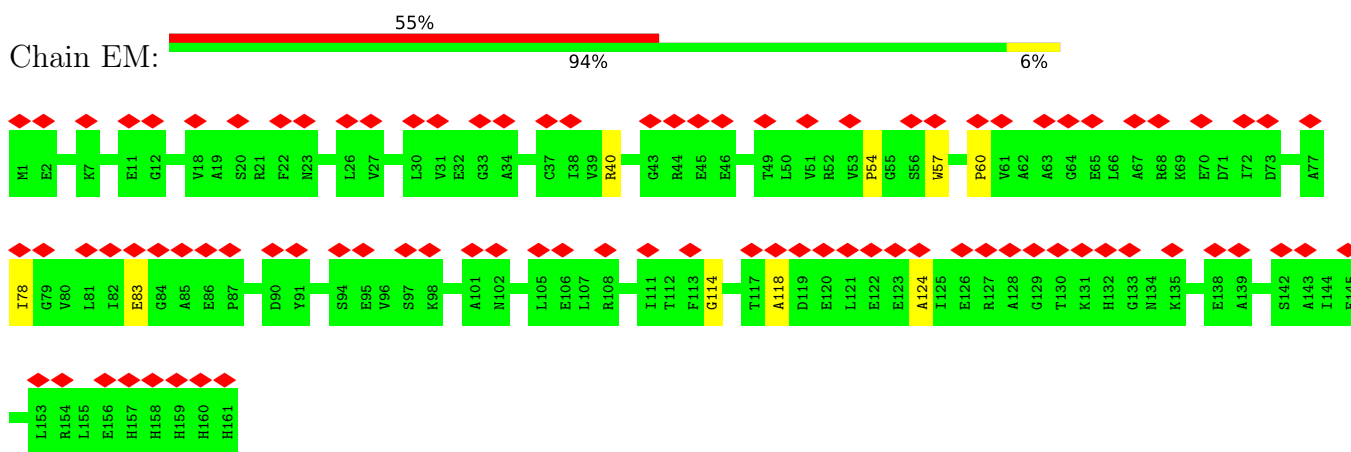 55%
Chain EM:
94% 6%
M1 E2 K7 E11 G12 V18 A19 S20 R21 F22 N23 L26 V27 L30 V31 E32 G33 A34 C37 I38 V39 R40 G43 R44 E45 E46 T49 L50 V51 R52 V53 P54 G55 S56 W57 P60 V61 A62 A63 G64 E65 L66 A67 R68 K69 E70 D71 I72 D73 A77
I78 G79 V80 L81 I82 E83 G84 A85 E86 P87 D90 Y91 S94 E95 V96 S97 K98 A101 N102 L105 E106 L107 R108 I111 T112 F113 G114 T117 A118 D119 E120 L121 E122 E123 A124 I125 E126 R127 A128 G129 T130 K131 H132 G133 N134 K135 E138 A139 S142 A143 I144
L153 R154 L155 E156 H157 H158 H159 H160 H161